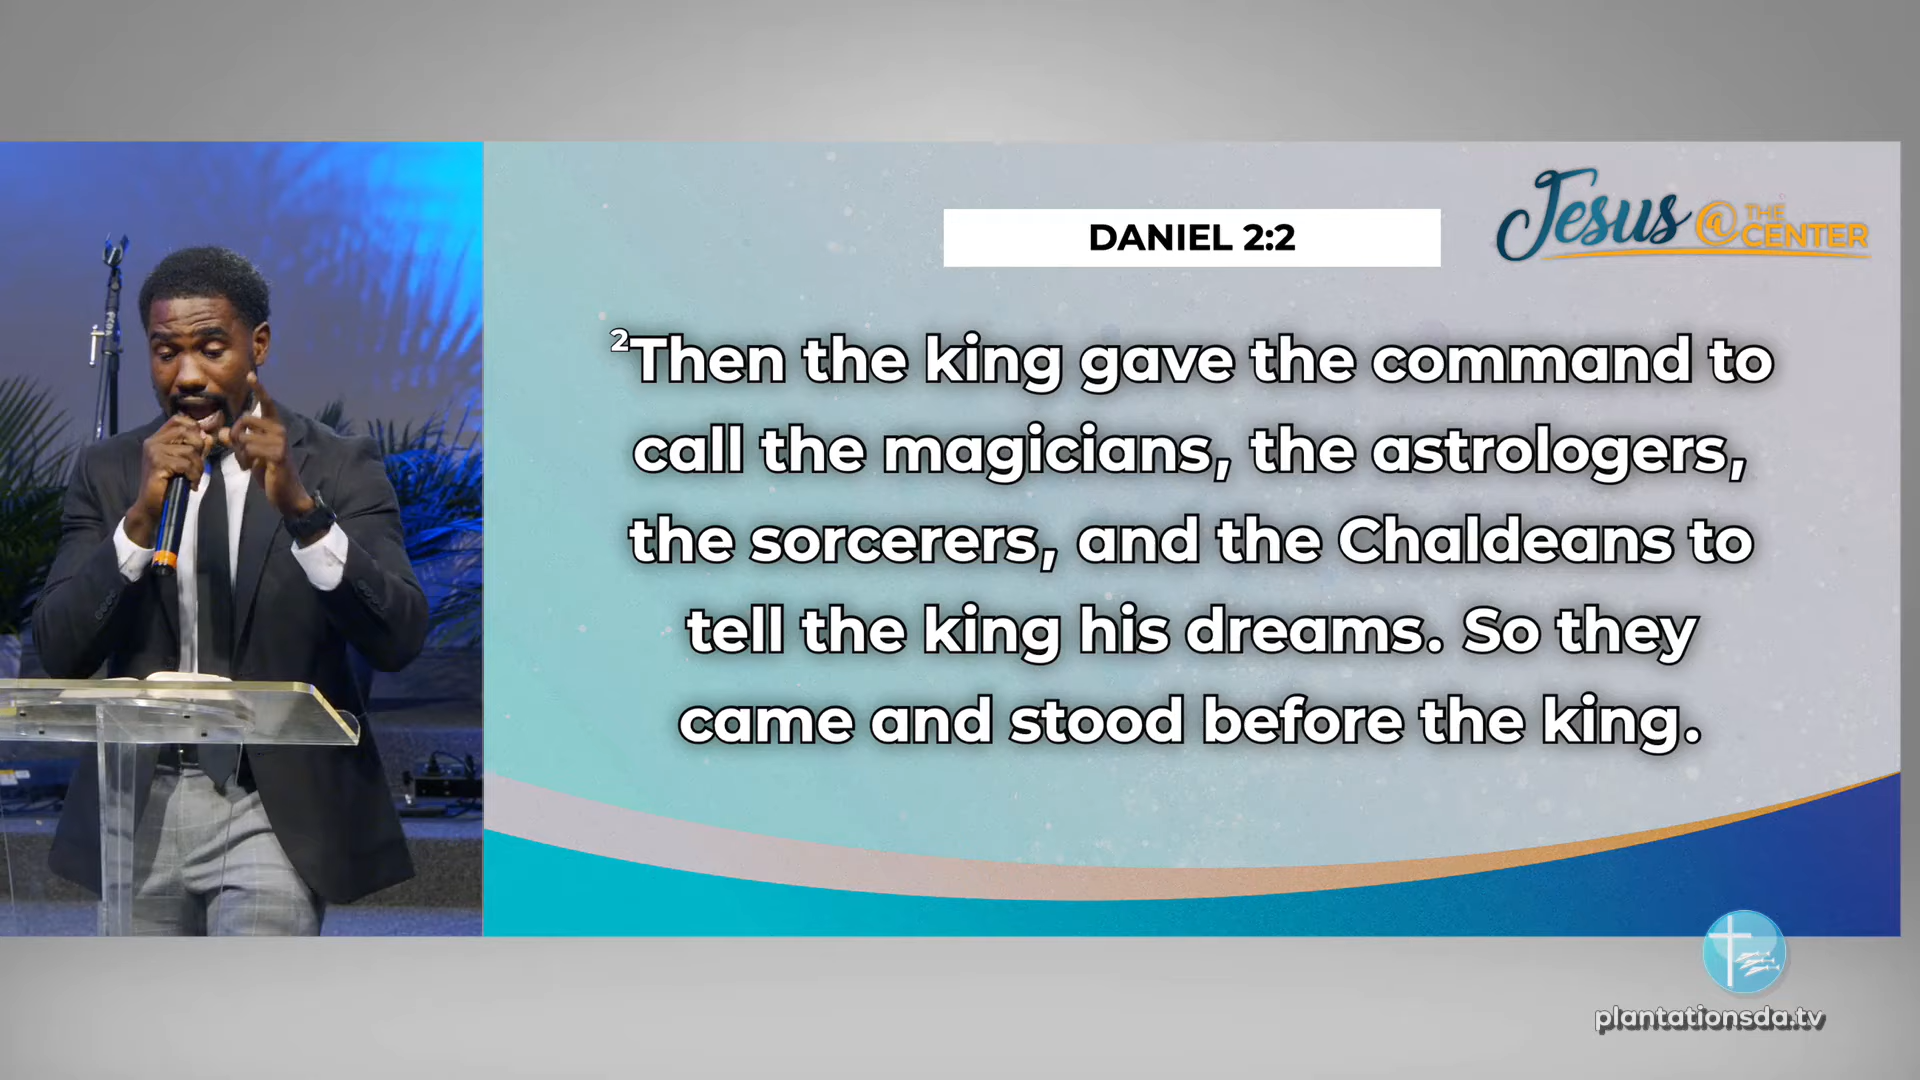 Jesus @ THE CENTER
DANIEL 2:2
2Then the king gave the command to
call the magicians, the astrologers,
the sorcerers, and the Chaldeans to
tell the king his dreams. So they
came and stood before the king.
plantationsda.tv